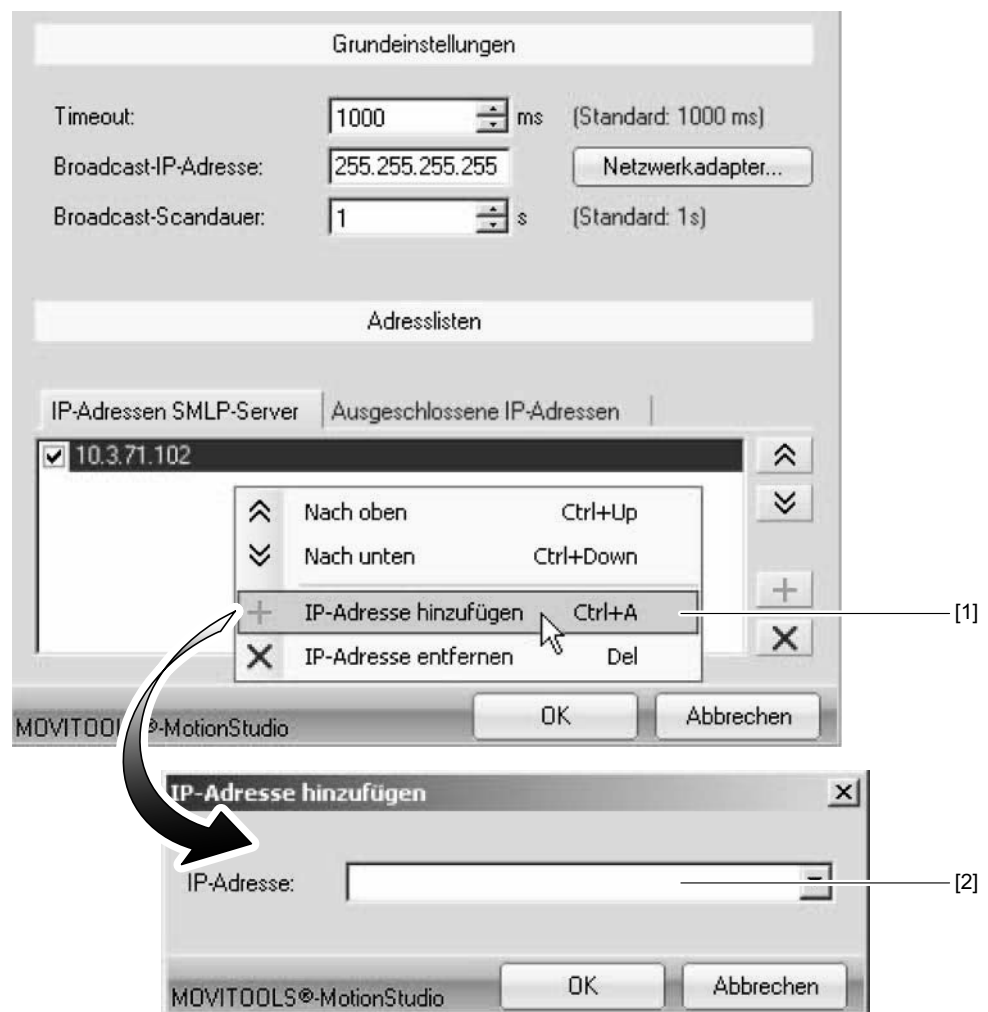 Grundeinstellungen
Timeout: 1000 ms (Standard: 1000 ms)
Broadcast-IP-Adresse: 255.255.255.255 Netzwerkadapter...
Broadcast-Scandauer: 1 s (Standard: 1s)
Adresslisten
IP-Adressen SMLP-Server Ausgeschlossene IP-Adressen
10.3.71.102
Nach oben Ctrl+Up
Nach unten Ctrl+Down
IP-Adresse hinzufügen Ctrl+A [1]
IP-Adresse entfernen Del
-MotionStudio OK Abbrechen
IP-Adresse hinzufügen
IP-Adresse: [2]
MOVITOOLS®-MotionStudio OK Abbrechen